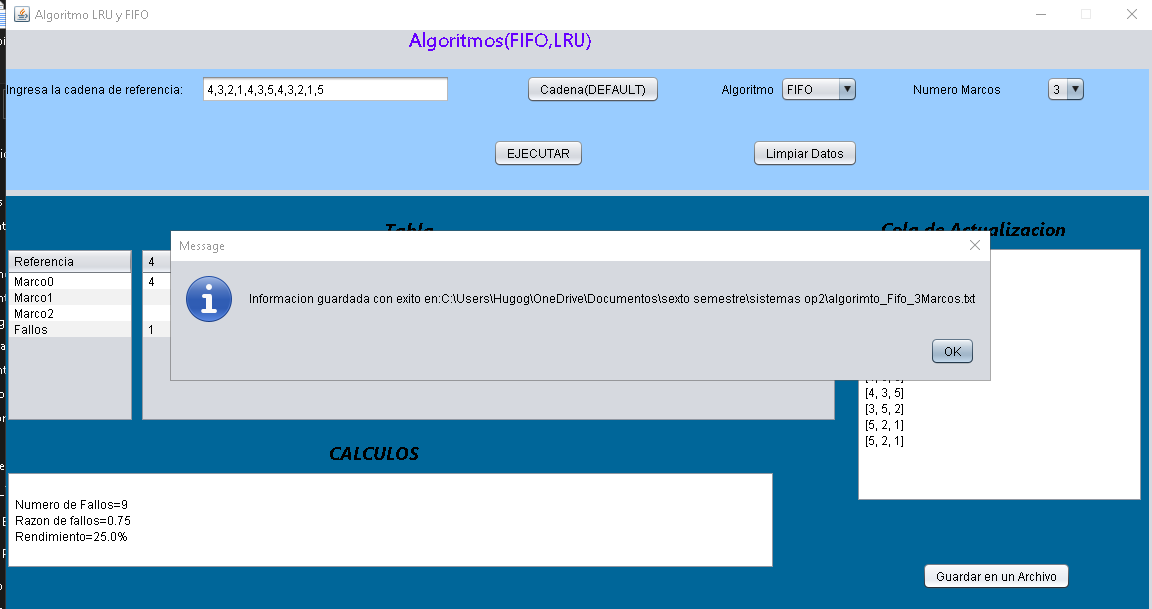 Algoritmo LRU y FIFO
Algoritmos(FIFO,LRU)
Ingresa la cadena de referencia: 4,3,2,1,4,3,5,4,3,2,1,5 Cadena(DEFAULT) Algoritmo FIFO Numero Marcos 3
EJECUTAR Limpiar Datos
Tabla Cola de Actualizacion
Message
Referencia 4
Marco0 4
Marco1
Marco2
Fallos 1
Informacion guardada con exito en:C:\Users\Hugog\OneDrive\Documentos\sexto semestre\sistemas op2\algorimto_Fifo_3Marcos.txt
OK
[4, 3, 5]
[3, 5, 2]
[5, 2, 1]
[5, 2, 1]
CALCULOS
Numero de Fallos=9
Razon de fallos=0.75
Rendimiento=25.0%
Guardar en un Archivo